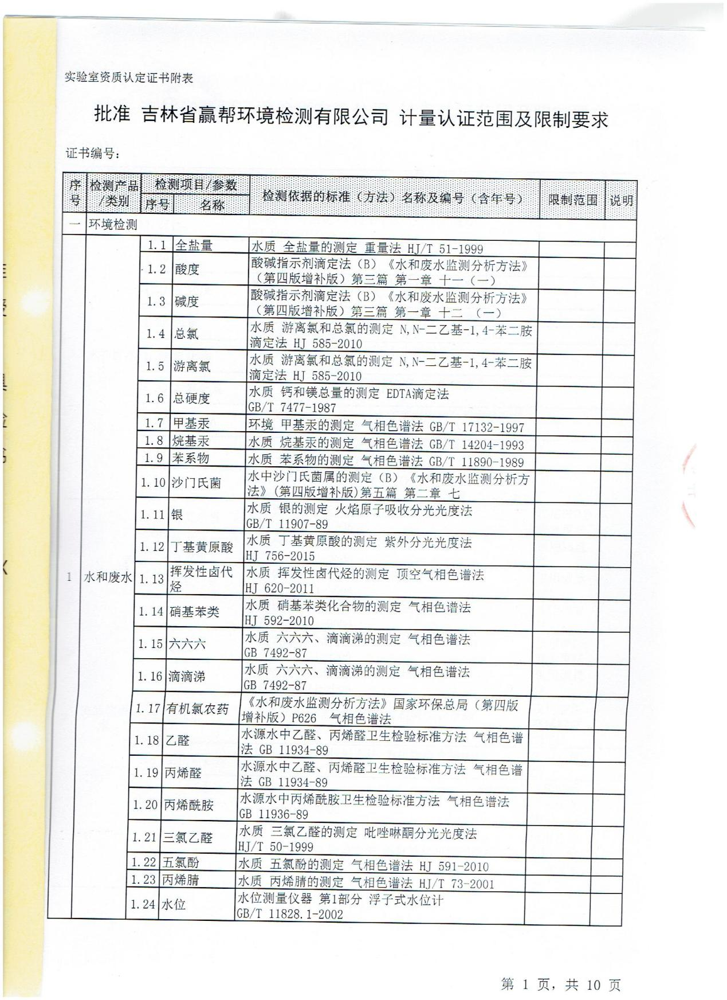 实验室资质认定证书附表
批准 吉林省赢帮环境检测有限公司 计量认证范围及限制要求
证书编号:
序号 检测产品/类别 检测项目/参数 检测依据的标准（方法）名称及编号（含年号） 限制范围 说明
序号 名称
一 环境检测
1 水和废水
1.1 全盐量 水质 全盐量的测定 重量法 HJ/T 51-1999
1.2 酸度 酸碱指示剂滴定法（B）《水和废水监测分析方法》
（第四版增补版）第三篇 第一章 十一（一）
1.3 碱度 酸碱指示剂滴定法（B）《水和废水监测分析方法》
（第四版增补版）第三篇 第一章 十二 （一）
1.4 总氯 水质 游离氯和总氯的测定 N,N-二乙基-1,4-苯二胺
滴定法 HJ 585-2010
1.5 游离氯 水质 游离氯和总氯的测定 N,N-二乙基-1,4-苯二胺
滴定法 HJ 585-2010
1.6 总硬度 水质 钙和镁总量的测定 EDTA滴定法
GB/T 7477-1987
1.7 甲基汞 环境 甲基汞的测定 气相色谱法 GB/T 17132-1997
1.8 烷基汞 水质 烷基汞的测定 气相色谱法 GB/T 14204-1993
1.9 苯系物 水质 苯系物的测定 气相色谱法 GB/T 11890-1989
1.10 沙门氏菌 水中沙门氏菌属的测定（B）《水和废水监测分析方
法》(第四版增补版)第五篇 第二章 七
1.11 银 水质 银的测定 火焰原子吸收分光光度法
GB/T 11907-89
1.12 丁基黄原酸 水质 丁基黄原酸的测定 紫外分光光度法
HJ 756-2015
1.13 挥发性卤代烃 水质 挥发性卤代烃的测定 顶空气相色谱法
HJ 620-2011
1.14 硝基苯类 水质 硝基苯类化合物的测定 气相色谱法
HJ 592-2010
1.15 六六六 水质 六六六、滴滴涕的测定 气相色谱法
GB 7492-87
1.16 滴滴涕 水质 六六六、滴滴涕的测定 气相色谱法
GB 7492-87
1.17 有机氯农药 《水和废水监测分析方法》国家环保总局（第四版
增补版）P626 气相色谱法
1.18 乙醛 水源水中乙醛、丙烯醛卫生检验标准方法 气相色谱
法 GB 11934-89
1.19 丙烯醛 水源水中乙醛、丙烯醛卫生检验标准方法 气相色谱
法 GB 11934-89
1.20 丙烯酰胺 水源水中丙烯酰胺卫生检验标准方法 气相色谱法
GB 11936-89
1.21 三氯乙醛 水质 三氯乙醛的测定 吡唑啉酮分光光度法
HJ/T 50-1999
1.22 五氯酚 水质 五氯酚的测定 气相色谱法 HJ 591-2010
1.23 丙烯腈 水质 丙烯腈的测定 气相色谱法 HJ/T 73-2001
1.24 水位 水位测量仪器 第1部分 浮子式水位计
GB/T 11828.1-2002
第 1 页, 共 10 页